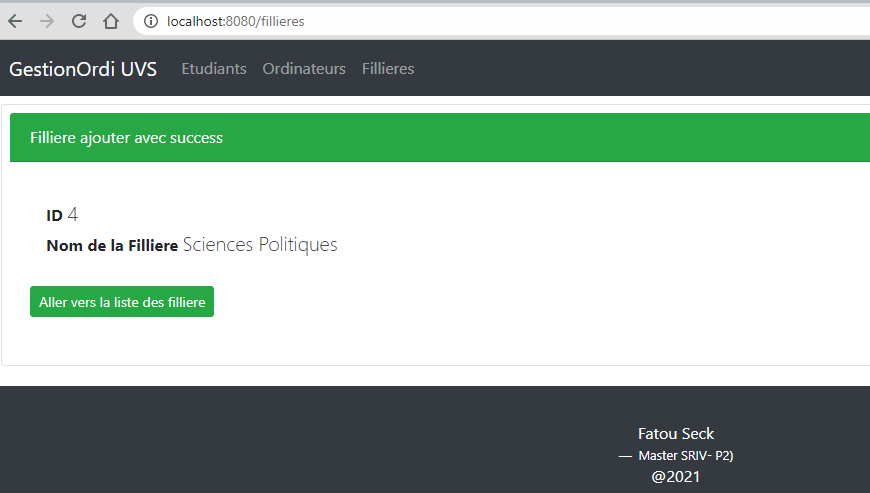 localhost:8080/fillieres
GestionOrdi UVS Etudiants Ordinateurs Fillieres
Filliere ajouter avec success
ID 4
Nom de la Filliere Sciences Politiques
Aller vers la liste des filliere
Fatou Seck
— Master SRIV- P2)
@2021